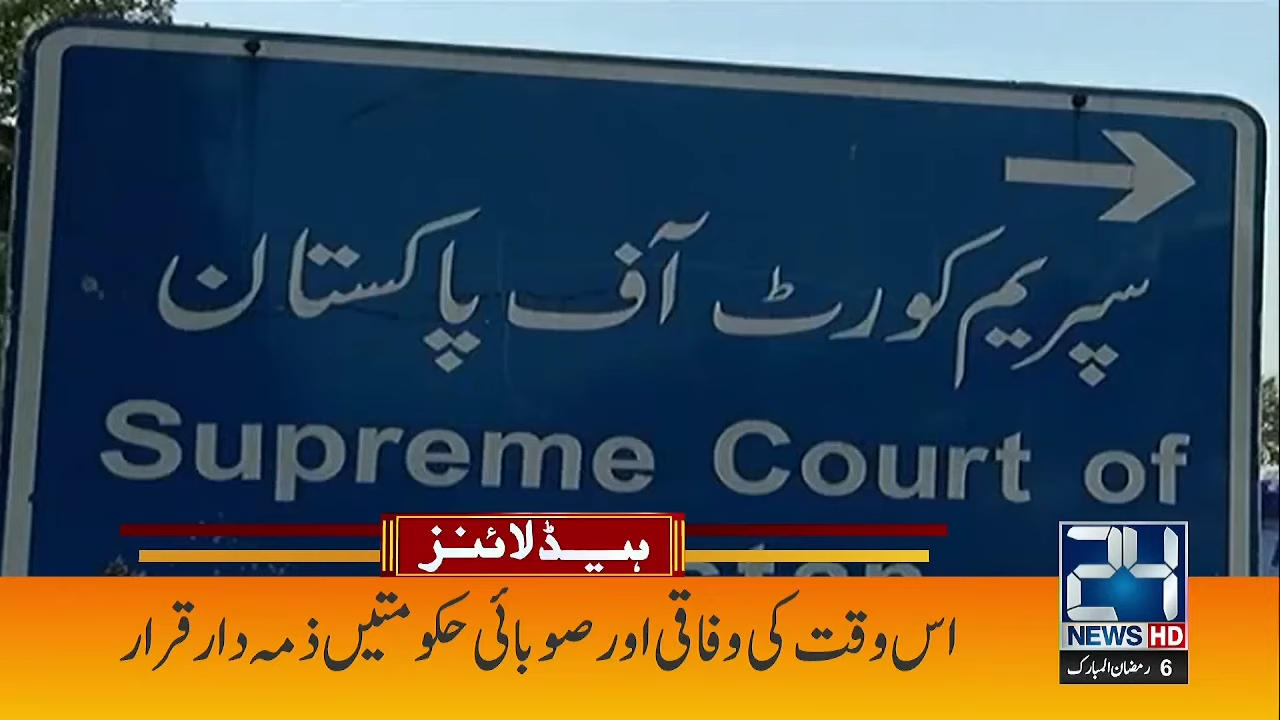 سپریم کورٹ آف پاکستان
Supreme Court of
ہیڈلائنز
اس وقت کی وفاقی اور صوبائی حکومتیں ذمہ دار قرار
24
NEWS HD
6 رمضان المبارک